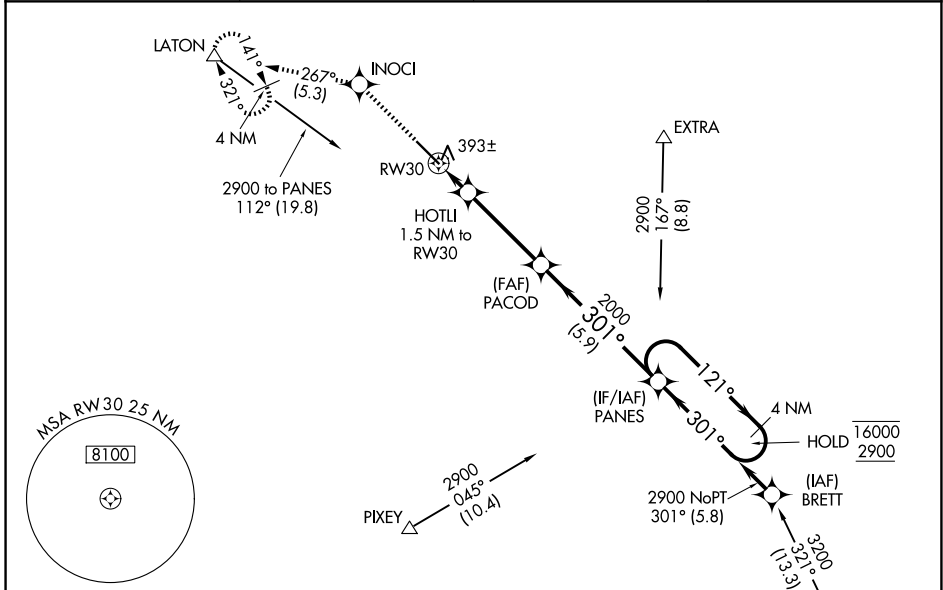 LATON
141°
321°
4 NM
267°
(5.3)
INOCI
2900 to PANES
112° (19.8)
RW30
393±
HOTLI
1.5 NM to
RW30
EXTRA
2900
167°
(8.8)
(FAF)
PACOD
2000
301°
(5.9)
(IF/IAF)
PANES
121°
301°
4 NM
HOLD
16000
2900
MSA RW30 25 NM
8100
PIXEY
2900
045°
(10.4)
2900 NoPT
301° (5.8)
(IAF)
BRETT
3200
321°
(13.3)